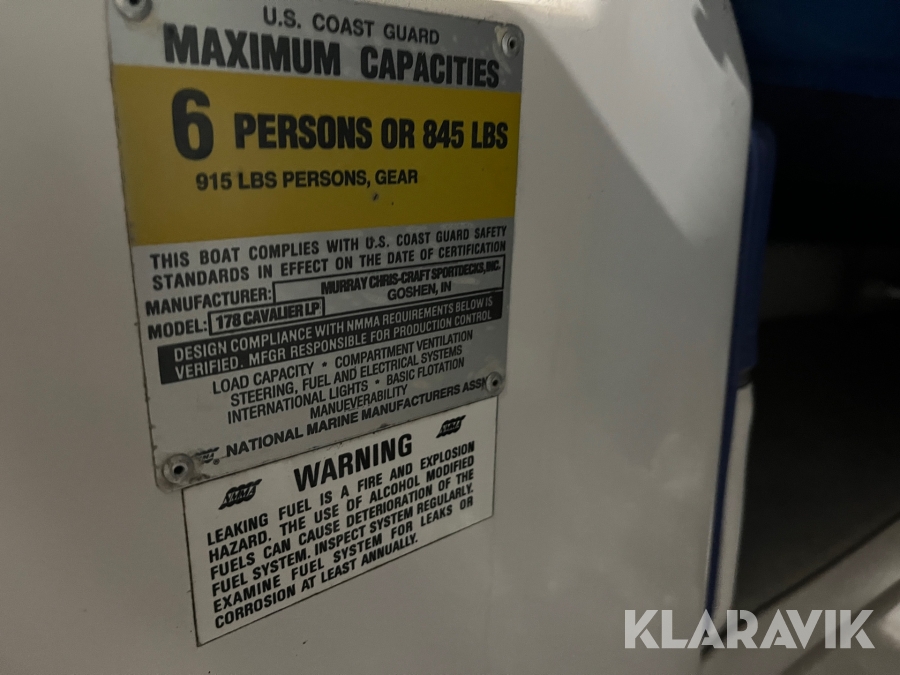 U.S. COAST GUARD
MAXIMUM CAPACITIES
6 PERSONS OR 845 LBS
915 LBS PERSONS, GEAR
THIS BOAT COMPLIES WITH U.S. COAST GUARD SAFETY
STANDARDS IN EFFECT ON THE DATE OF CERTIFICATION
MANUFACTURER: MURRAY CHRIS-CRAFT SPORTDECKS, INC.
GOSHEN, IN
MODEL: 178 CAVALIER LP
DESIGN COMPLIANCE WITH NMMA REQUIREMENTS BELOW IS
VERIFIED. MFGR RESPONSIBLE FOR PRODUCTION CONTROL
LOAD CAPACITY • COMPARTMENT VENTILATION
STEERING, FUEL AND ELECTRICAL SYSTEMS
INTERNATIONAL LIGHTS • BASIC FLOTATION
MANUEVERABILITY
NATIONAL MARINE MANUFACTURERS ASSN
WARNING
NMMA
LEAKING FUEL IS A FIRE AND EXPLOSION
HAZARD. THE USE OF ALCOHOL MODIFIED
FUELS CAN CAUSE DETERIORATION OF THE
FUEL SYSTEM. INSPECT SYSTEM REGULARLY.
EXAMINE FUEL SYSTEM FOR LEAKS OR
CORROSION AT LEAST ANNUALLY.
KLARAVIK